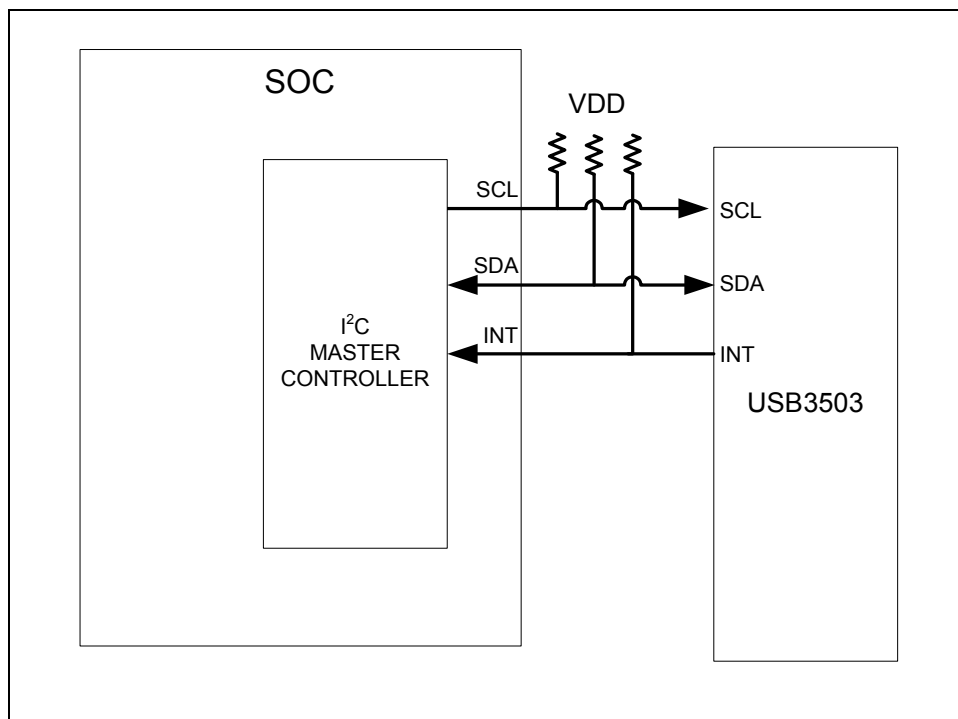 SOC
VDD
SCL
SCL
SDA
SDA
I²C
MASTER
CONTROLLER
INT
INT
USB3503